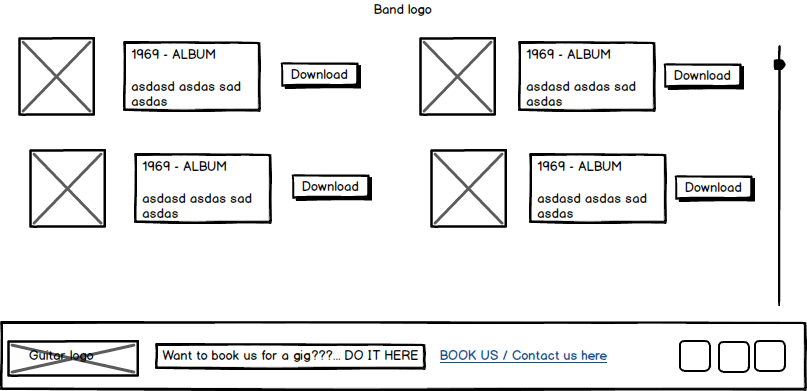 Band logo
1969 - ALBUM
asdasd asdas sad
asdas
Download
1969 - ALBUM
asdasd asdas sad
asdas
Download
1969 - ALBUM
asdasd asdas sad
asdas
Download
1969 - ALBUM
asdasd asdas sad
asdas
Download
Guitar logo
Want to book us for a gig???... DO IT HERE
BOOK US / Contact us here